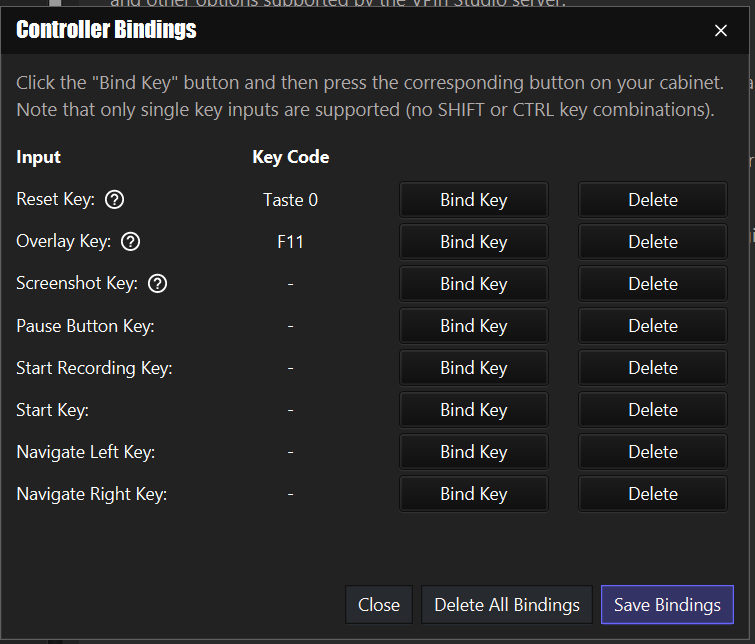 and other options supported by the VPin Studio server.
Controller Bindings
Click the "Bind Key" button and then press the corresponding button on your cabinet.
Note that only single key inputs are supported (no SHIFT or CTRL key combinations).
Input Key Code
Reset Key: Taste 0 Bind Key Delete
Overlay Key: F11 Bind Key Delete
Screenshot Key: - Bind Key Delete
Pause Button Key: - Bind Key Delete
Start Recording Key: - Bind Key Delete
Start Key: - Bind Key Delete
Navigate Left Key: - Bind Key Delete
Navigate Right Key: - Bind Key Delete
Close Delete All Bindings Save Bindings